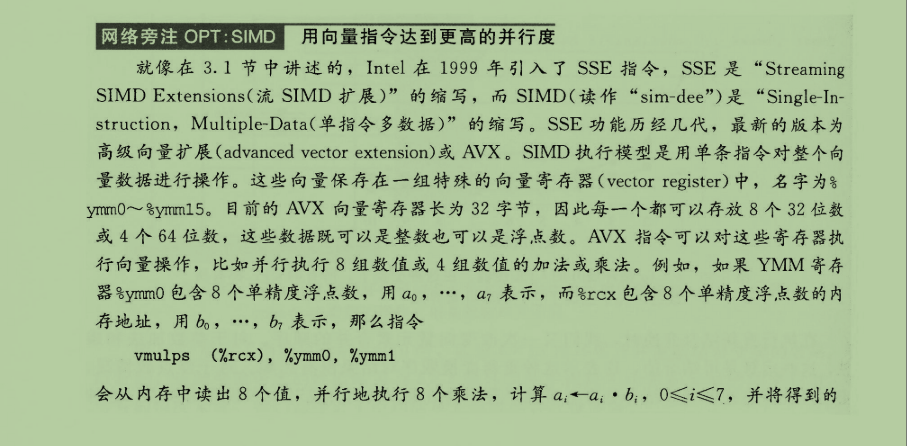 网络旁注 OPT:SIMD 用向量指令达到更高的并行度
就像在 3.1 节中讲述的，Intel 在 1999 年引入了 SSE 指令，SSE 是“Streaming
SIMD Extensions(流 SIMD 扩展)”的缩写，而 SIMD(读作“sim-dee”)是“Single-In-
struction，Multiple-Data(单指令多数据)”的缩写。SSE 功能历经几代，最新的版本为
高级向量扩展(advanced vector extension)或 AVX。SIMD 执行模型是用单条指令对整个向
量数据进行操作。这些向量保存在一组特殊的向量寄存器(vector register)中，名字为%
ymm0～%ymm15。目前的 AVX 向量寄存器长为 32 字节，因此每一个都可以存放 8 个 32 位数
或 4 个 64 位数，这些数据既可以是整数也可以是浮点数。AVX 指令可以对这些寄存器执
行向量操作，比如并行执行 8 组数值或 4 组数值的加法或乘法。例如，如果 YMM 寄存
器%ymm0 包含 8 个单精度浮点数，用 a₀，…，a₇ 表示，而%rcx 包含 8 个单精度浮点数的内
存地址，用 b₀，…，b₇ 表示，那么指令
vmulps (%rcx), %ymm0, %ymm1
会从内存中读出 8 个值，并行地执行 8 个乘法，计算 aᵢ←aᵢ·bᵢ，0≤i≤7，并将得到的